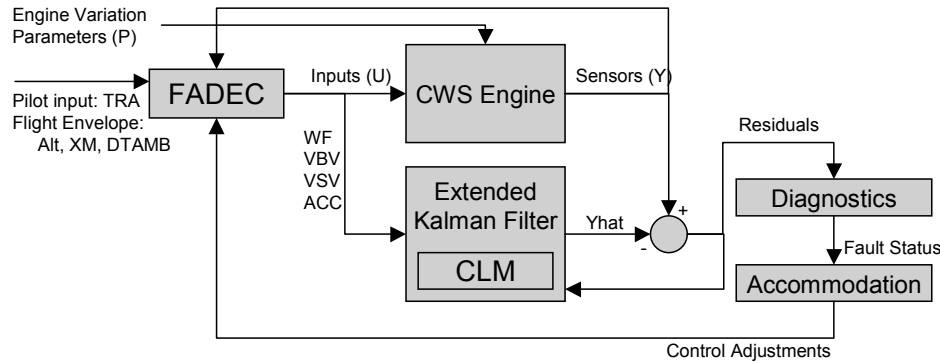 Engine Variation
Parameters (P)
Pilot input: TRA
Flight Envelope:
Alt, XM, DTAMB
FADEC
Inputs (U)
CWS Engine
Sensors (Y)
WF
VBV
VSV
ACC
Extended
Kalman Filter
CLM
Yhat
+
-
Residuals
Diagnostics
Fault Status
Accommodation
Control Adjustments